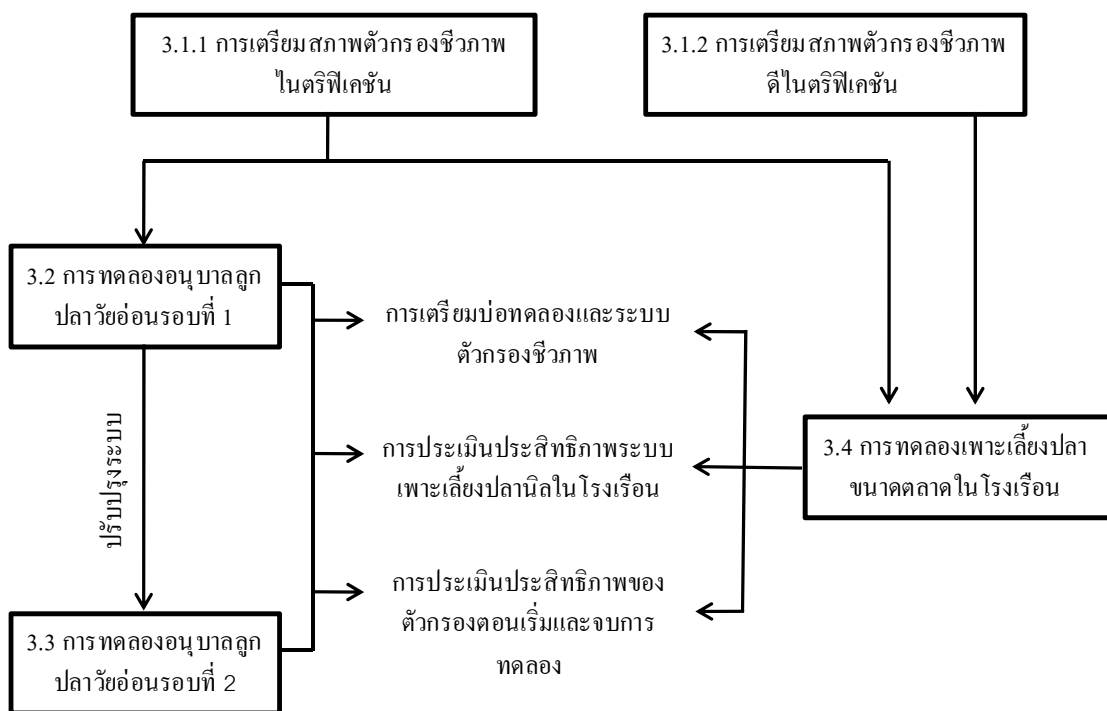 3.1.1 การเตรียมสภาพตัวกรองชีวภาพ
ไนตริฟิเคชัน
3.1.2 การเตรียมสภาพตัวกรองชีวภาพ
ดีไนตริฟิเคชัน
3.2 การทดลองอนุบาลลูก
ปลาวัยอ่อนรอบที่ 1
การเตรียมบ่อทดลองและระบบ
ตัวกรองชีวภาพ
ปรับปรุงระบบ
การประเมินประสิทธิภาพระบบ
เพาะเลี้ยงปลานิลในโรงเรือน
3.4 การทดลองเพาะเลี้ยงปลา
ขนาดตลาดในโรงเรือน
การประเมินประสิทธิภาพของ
ตัวกรองตอนเริ่มและจบการ
ทดลอง
3.3 การทดลองอนุบาลลูก
ปลาวัยอ่อนรอบที่ 2